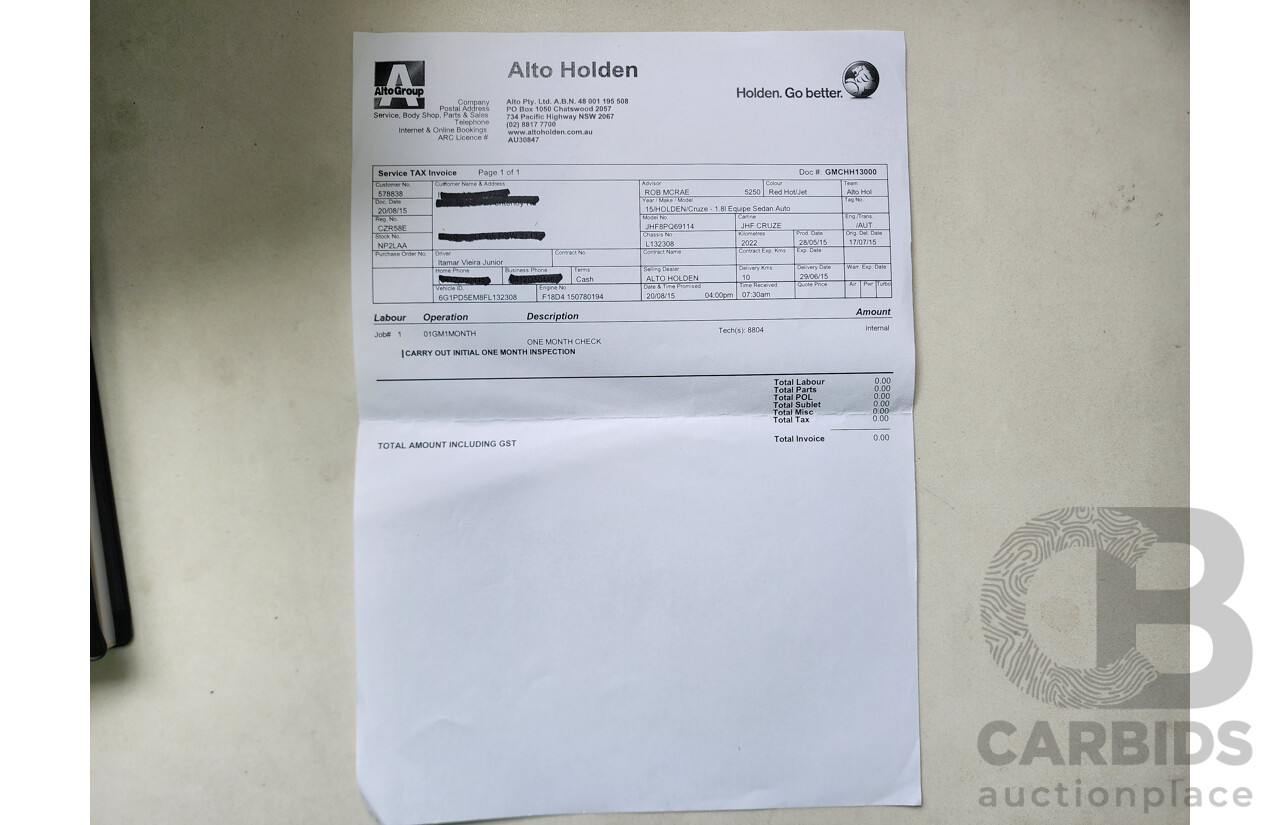 A
AltoGroup
Alto Holden
Holden. Go better.
Company Alto Pty. Ltd. A.B.N. 48 001 195 508
Postal Address PO Box 1050 Chatswood 2057
Service, Body Shop, Parts & Sales 734 Pacific Highway NSW 2067
Telephone (02) 8817 7700
Internet & Online Bookings www.altoholden.com.au
ARC Licence # AU30847
Service TAX Invoice Page 1 of 1 Doc #: GMCHH13000
Customer No. Customer Name & Address Advisor Colour Team
578838 ROB MCRAE 5250 Red Hot/Jet Alto Hol
Doc. Date Year / Make / Model Tag No.
20/08/15 15/HOLDEN/Cruze - 1.8l Equipe Sedan Auto
Reg. No. Model No. Carline Eng./Trans.
CZR58E JHF8PQ69114 JHF CRUZE /AUT
Stock No. Chassis No Kilometres Prod. Date Orig. Del. Date
NP2LAA L132308 2022 28/05/15 17/07/15
Purchase Order No. Driver Contract No Contract Name Contract Exp. Kms Exp. Date
Itamar Vieira Junior
Home Phone Business Phone Terms Selling Dealer Delivery Kms Delivery Date Warr. Exp. Date
Cash ALTO HOLDEN 10 29/06/15
Vehicle ID. Engine No Date & Time Promised Time Received Quote Price Air Pwr Turbo
6G1PD5EM8FL132308 F18D4 150780194 20/08/15 04:00pm 07:30am
Labour Operation Description Amount
Job# 1 01GM1MONTH Tech(s): 8804 Internal
ONE MONTH CHECK
CARRY OUT INITIAL ONE MONTH INSPECTION
Total Labour 0.00
Total Parts 0.00
Total POL 0.00
Total Sublet 0.00
Total Misc 0.00
Total Tax 0.00
TOTAL AMOUNT INCLUDING GST Total Invoice 0.00
CB
CARBIDS
auctionplace